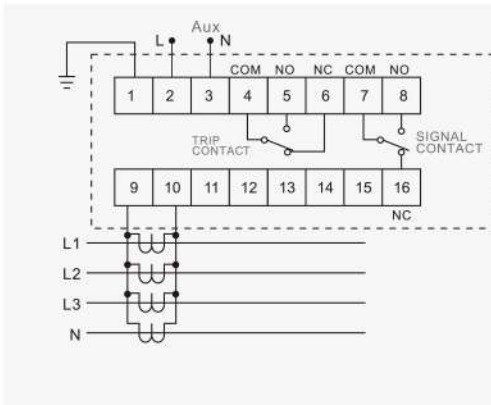 Aux
L N
COM NO NC COM NO
1 2 3 4 5 6 7 8
TRIP CONTACT
SIGNAL CONTACT
9 10 11 12 13 14 15 16
NC
L1
L2
L3
N